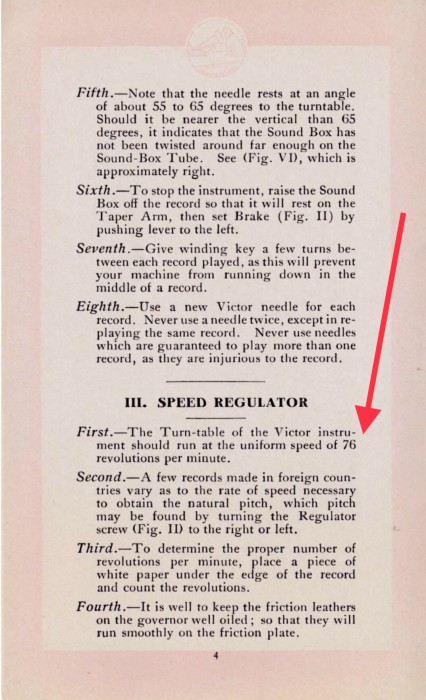 Fifth.—Note that the needle rests at an angle
of about 55 to 65 degrees to the turntable.
Should it be nearer the vertical than 65
degrees, it indicates that the Sound Box has
not been twisted around far enough on the
Sound-Box Tube. See (Fig. VI), which is
approximately right.
Sixth.—To stop the instrument, raise the Sound
Box off the record so that it will rest on the
Taper Arm, then set Brake (Fig. II) by
pushing lever to the left.
Seventh.—Give winding key a few turns be-
tween each record played, as this will prevent
your machine from running down in the
middle of a record.
Eighth.—Use a new Victor needle for each
record. Never use a needle twice, except in re-
playing the same record. Never use needles
which are guaranteed to play more than one
record, as they are injurious to the record.
III. SPEED REGULATOR
First.—The Turn-table of the Victor instru-
ment should run at the uniform speed of 76
revolutions per minute.
Second.—A few records made in foreign coun-
tries vary as to the rate of speed necessary
to obtain the natural pitch, which pitch
may be found by turning the Regulator
screw (Fig. II) to the right or left.
Third.—To determine the proper number of
revolutions per minute, place a piece of
white paper under the edge of the record
and count the revolutions.
Fourth.—It is well to keep the friction leathers
on the governor well oiled; so that they will
run smoothly on the friction plate.
4